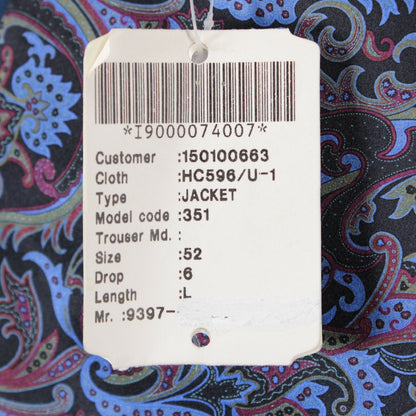 *I9000074007*
Customer :150100663
Cloth :HC596/U-1
Type :JACKET
Model code :351
Trouser Md. :
Size :52
Drop :6
Length :L
Mr. :9397-